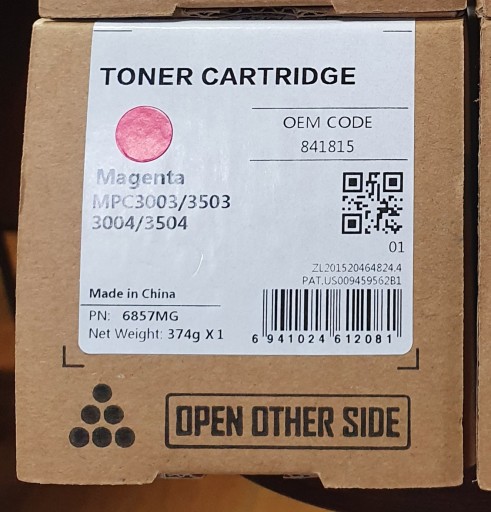 TONER CARTRIDGE
OEM CODE
841815
Magenta
MPC3003/3503
3004/3504
01
ZL201520464824.4
PAT.US009459562B1
Made in China
PN: 6857MG
Net Weight: 374g X 1
6 941024 612081
OPEN OTHER SIDE